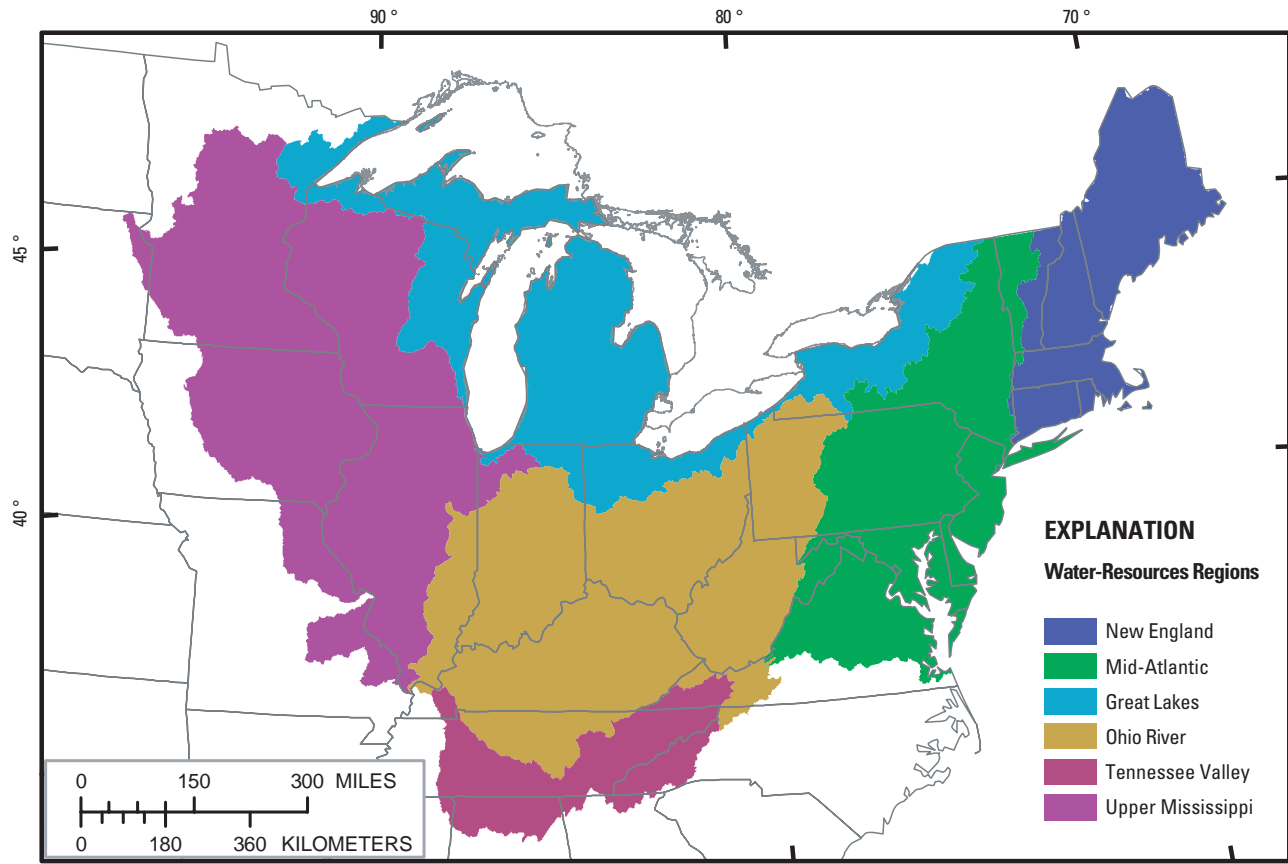 90 °
80 °
70 °
45 °
40 °
EXPLANATION
Water-Resources Regions
New England
Mid-Atlantic
Great Lakes
Ohio River
Tennessee Valley
Upper Mississippi
0 150 300 MILES
0 180 360 KILOMETERS